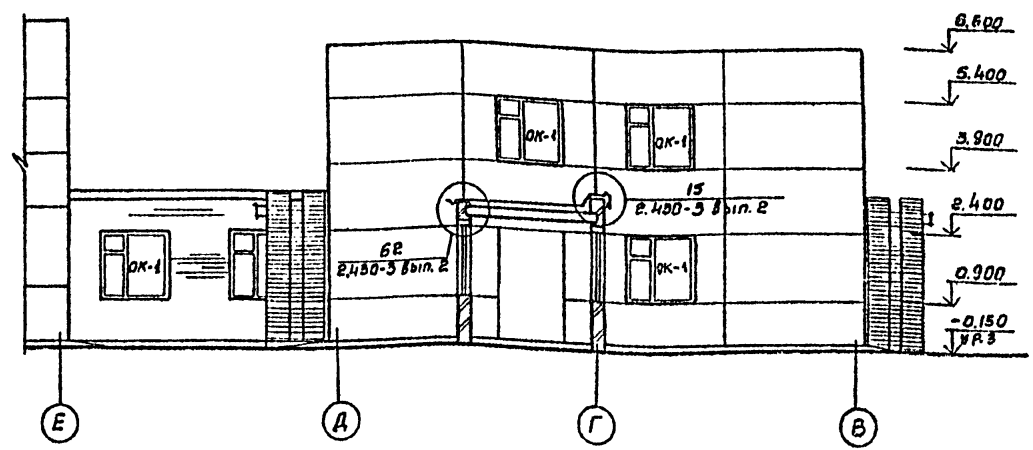 6.600
5.400
ОК-1
ОК-1
3.900
15
2.430-3 вып. 2
2.400
62
2.430-3 вып. 2
ОК-1
ОК-1
0.900
-0.150
УР.З
Е
Д
Г
В